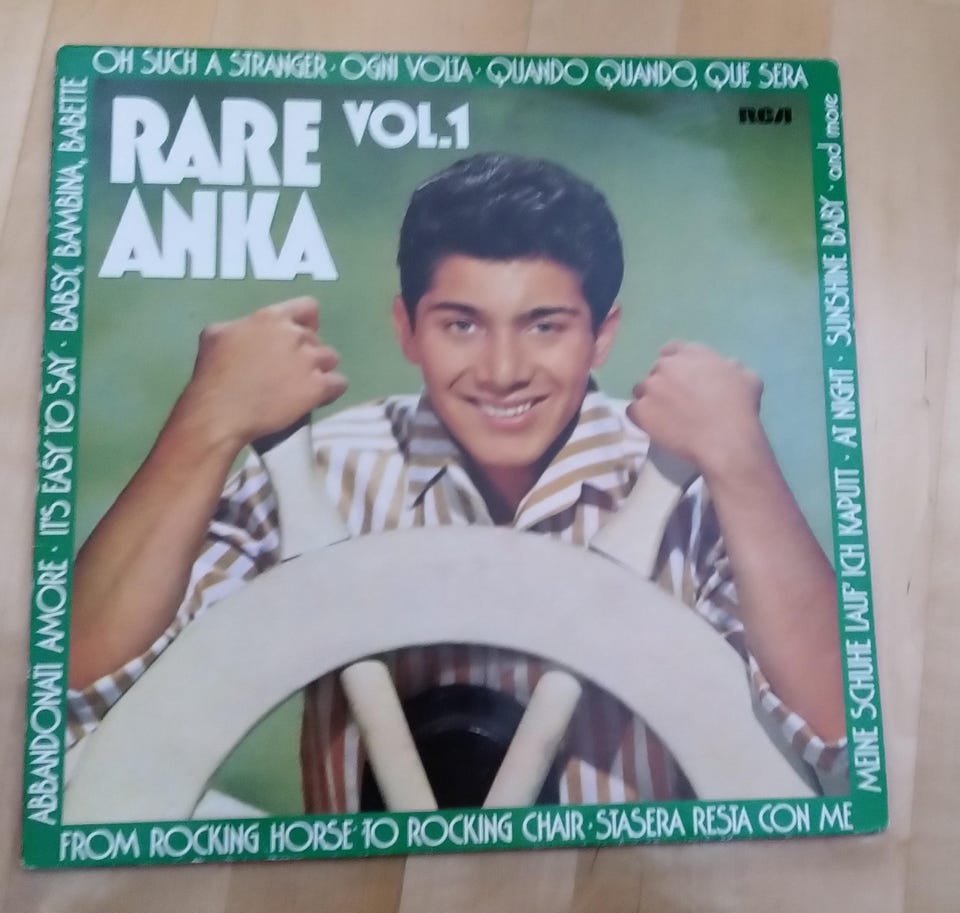 OH SUCH A STRANGER · OGNI VOLTA · QUANDO QUANDO, QUE SERA
RARE
ANKA
VOL.1
RCA
ABBANDONATI AMORE · IT'S EASY TO SAY · BABSY, BAMBINA, BABETTE
MEINE SCHUHE LAUF' ICH KAPUTT · AT NIGHT · SUNSHINE BABY · and more
FROM ROCKING HORSE TO ROCKING CHAIR · STASERA RESTA CON ME